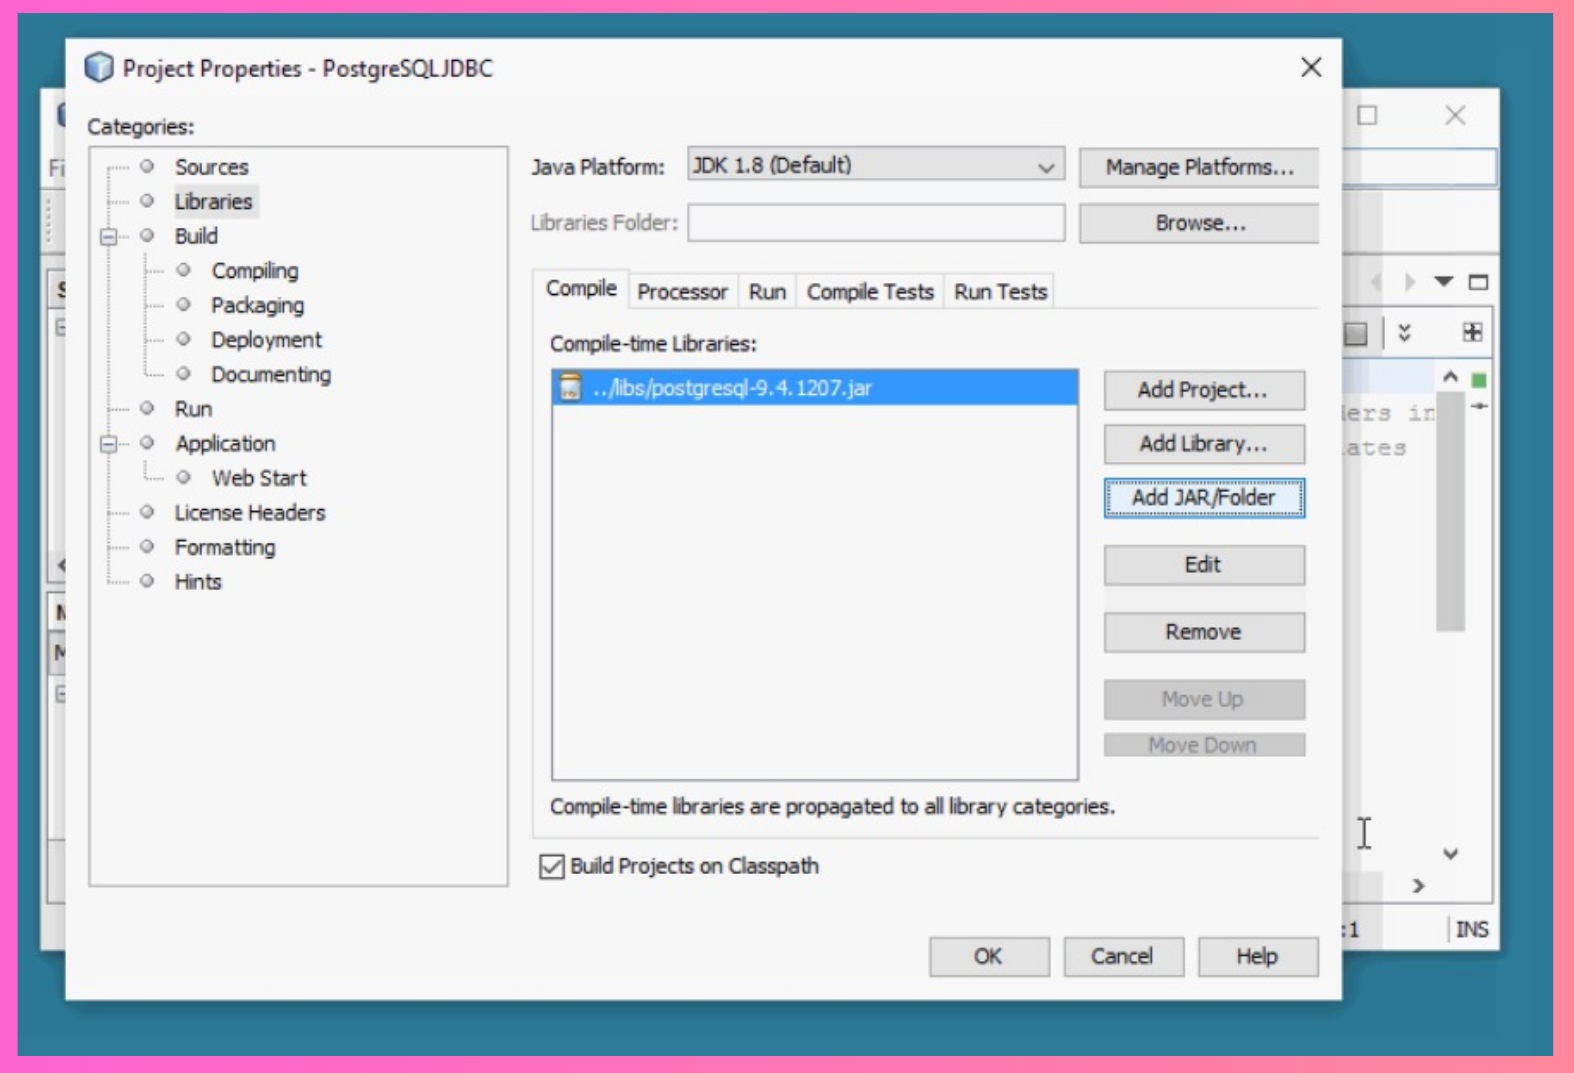 Project Properties - PostgreSQLJDBC
Categories:
Sources
Libraries
Build
Compiling
Packaging
Deployment
Documenting
Run
Application
Web Start
License Headers
Formatting
Hints
Java Platform: JDK 1.8 (Default) Manage Platforms...
Libraries Folder: Browse...
Compile Processor Run Compile Tests Run Tests
Compile-time Libraries:
../libs/postgresql-9.4.1207.jar
Add Project...
Add Library...
Add JAR/Folder
Edit
Remove
Move Up
Move Down
Compile-time libraries are propagated to all library categories.
Build Projects on Classpath
OK Cancel Help
Fi
lers in
ates
:1 INS